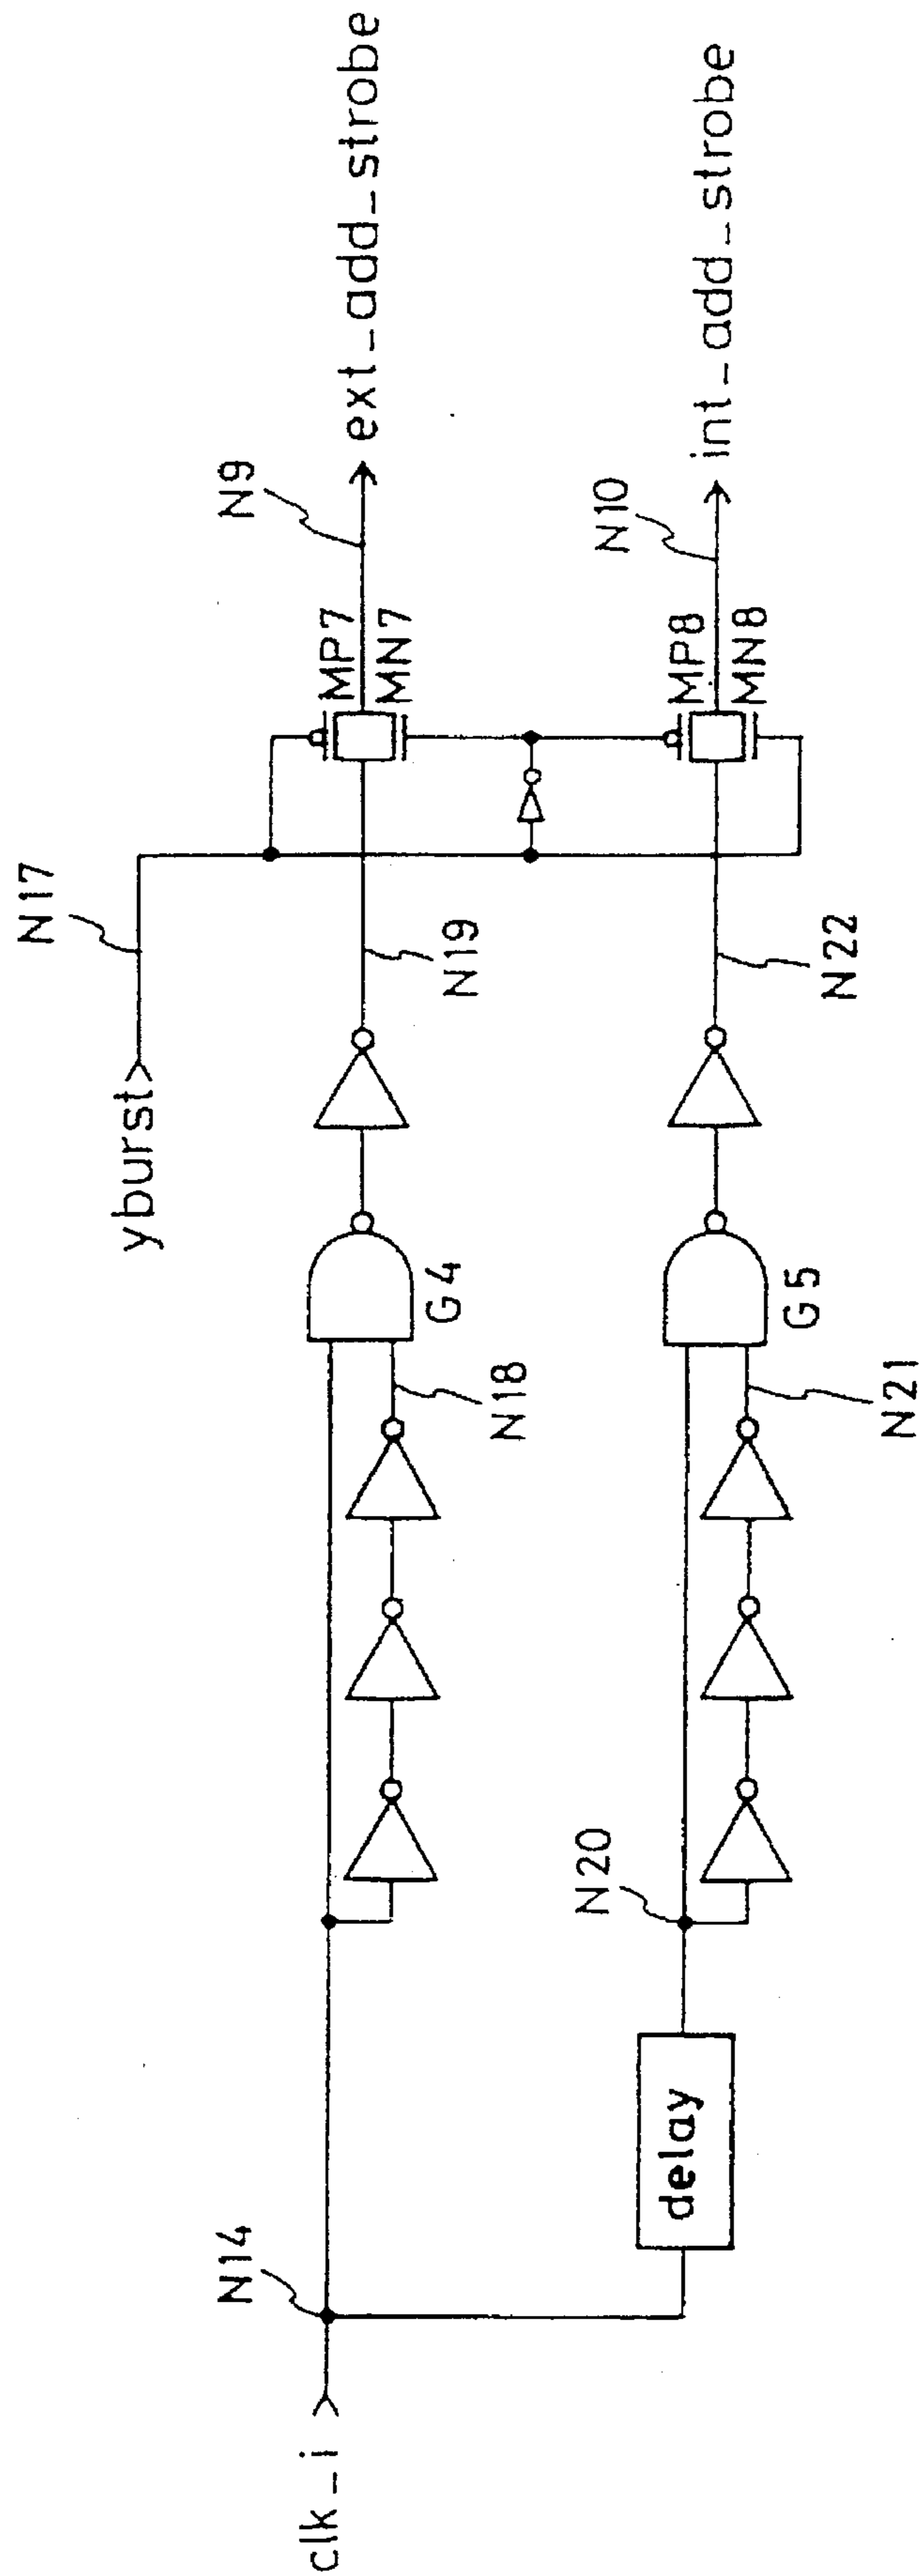 yburst
N17
N9
ext_add_strobe
MP7
MN7
N19
G4
N18
N14
clk_i
N10
int_add_strobe
MP8
MN8
N22
G5
N21
N20
delay